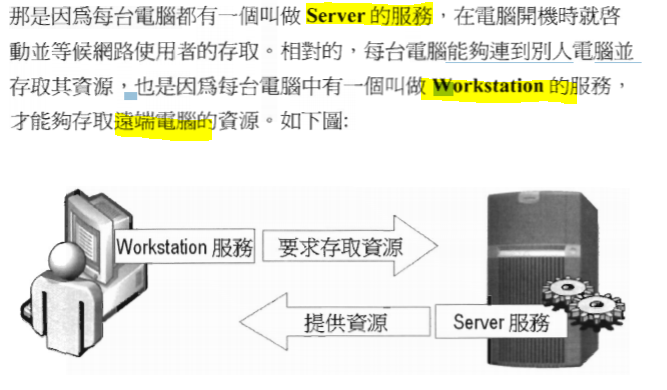 那是因爲每台電腦都有一個叫做 Server 的服務，在電腦開機時就啓
動並等候網路使用者的存取。相對的，每台電腦能夠連到別人電腦並
存取其資源，也是因爲每台電腦中有一個叫做 Workstation 的服務，
才能夠存取遠端電腦的資源。如下圖:
Workstation 服務
要求存取資源
提供資源
Server 服務